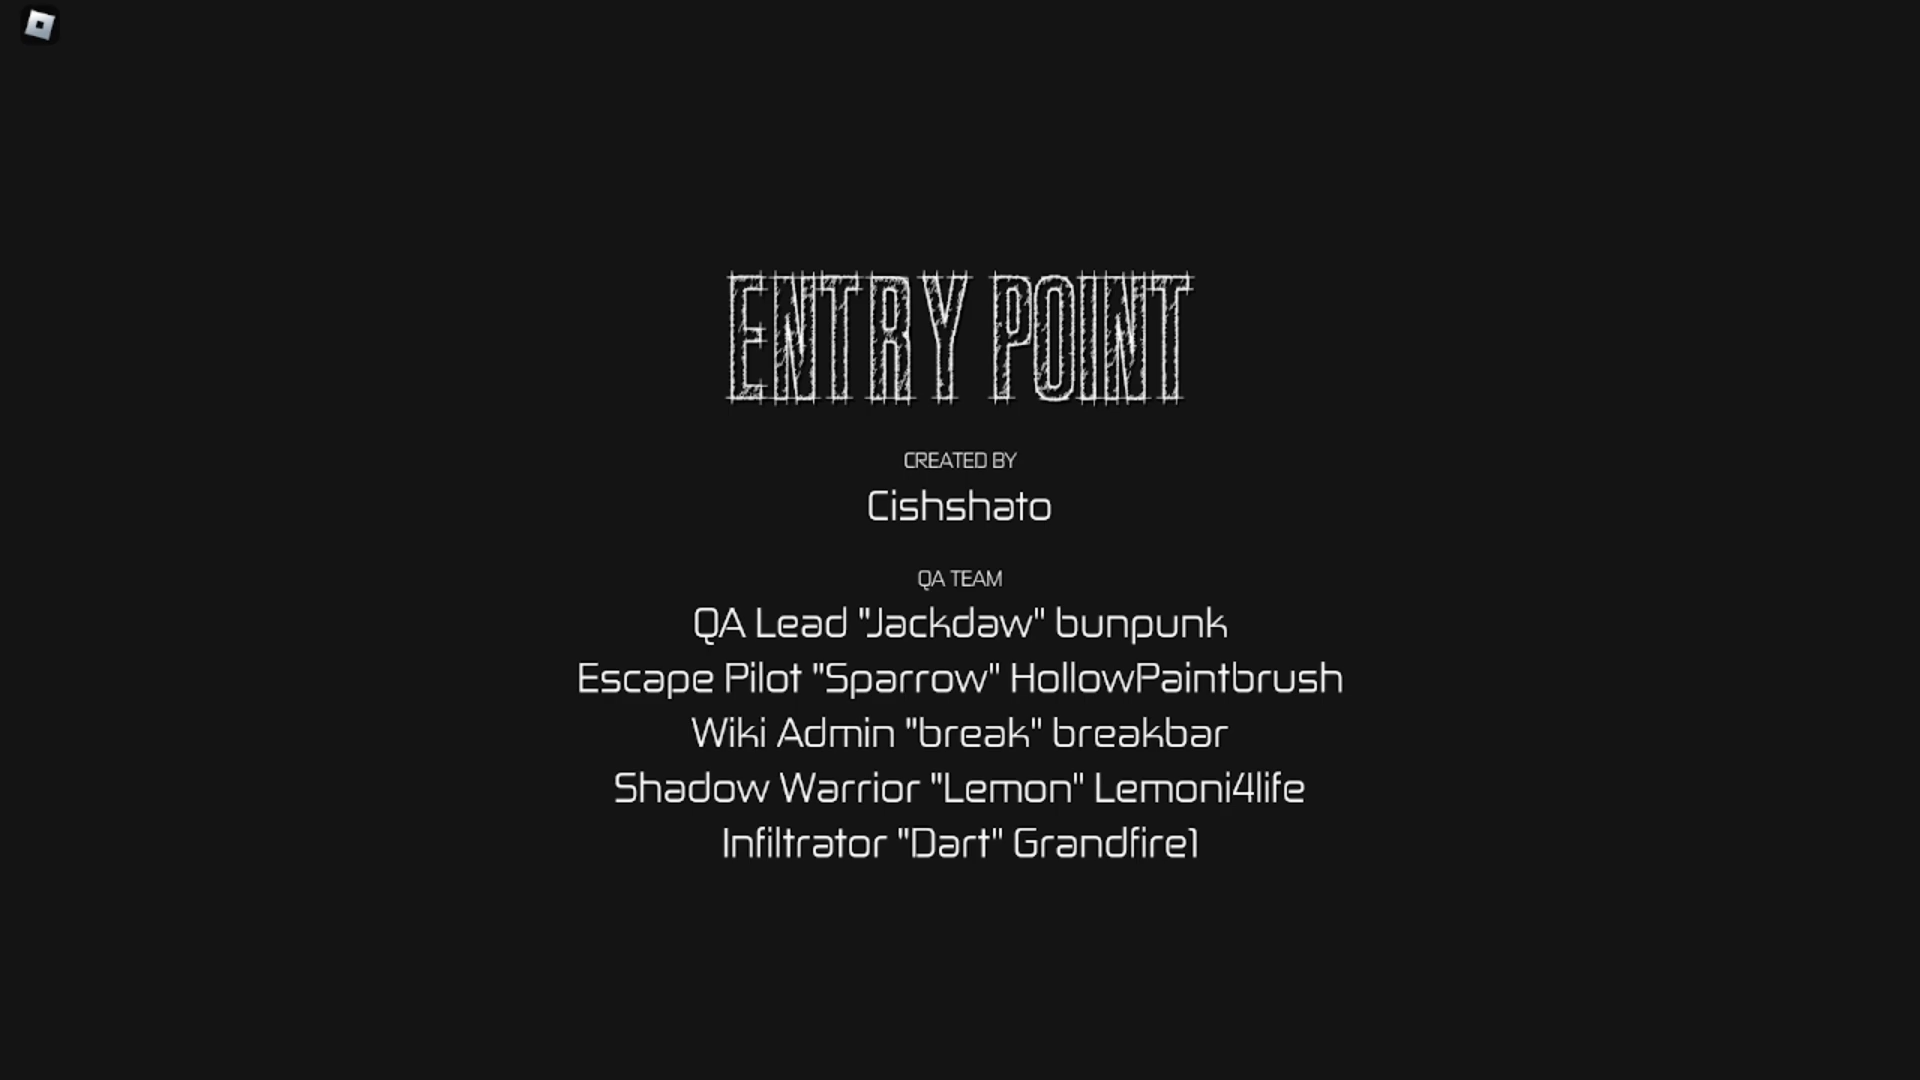 ENTRY POINT
CREATED BY
Cishshato
QA TEAM
QA Lead "Jackdaw" bunpunk
Escape Pilot "Sparrow" HollowPaintbrush
Wiki Admin "break" breakbar
Shadow Warrior "Lemon" Lemoni4life
Infiltrator "Dart" Grandfire1